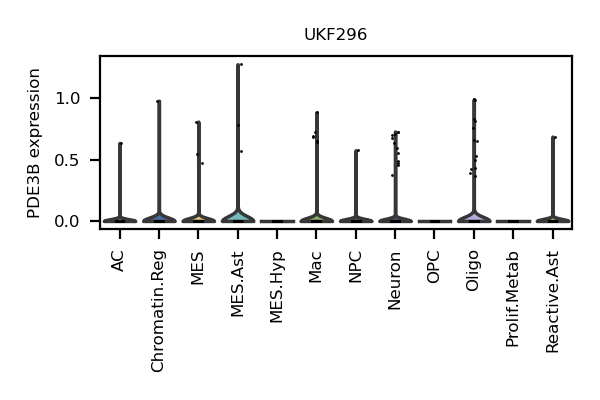 UKF296
PDE3B expression
1.0
0.5
0.0
AC
Chromatin.Reg
MES
MES.Ast
MES.Hyp
Mac
NPC
Neuron
OPC
Oligo
Prolif.Metab
Reactive.Ast